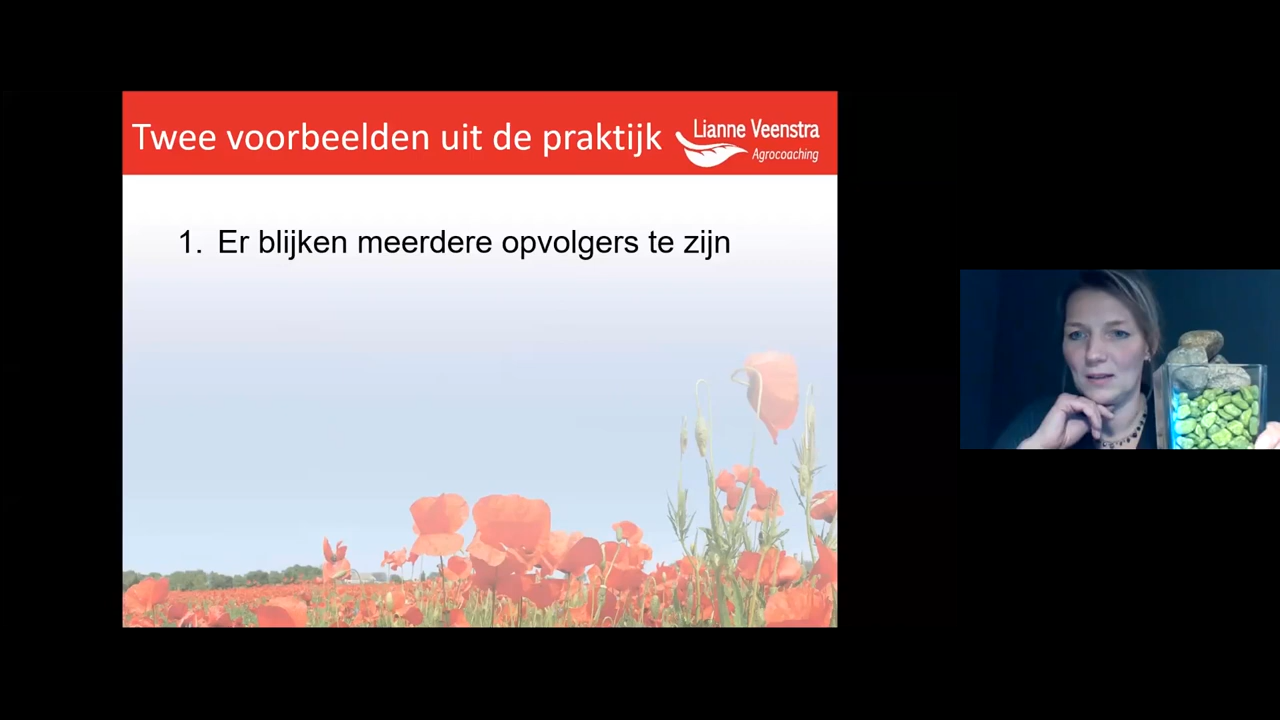 Twee voorbeelden uit de praktijk
Lianne Veenstra
Agrocoaching
1. Er blijken meerdere opvolgers te zijn